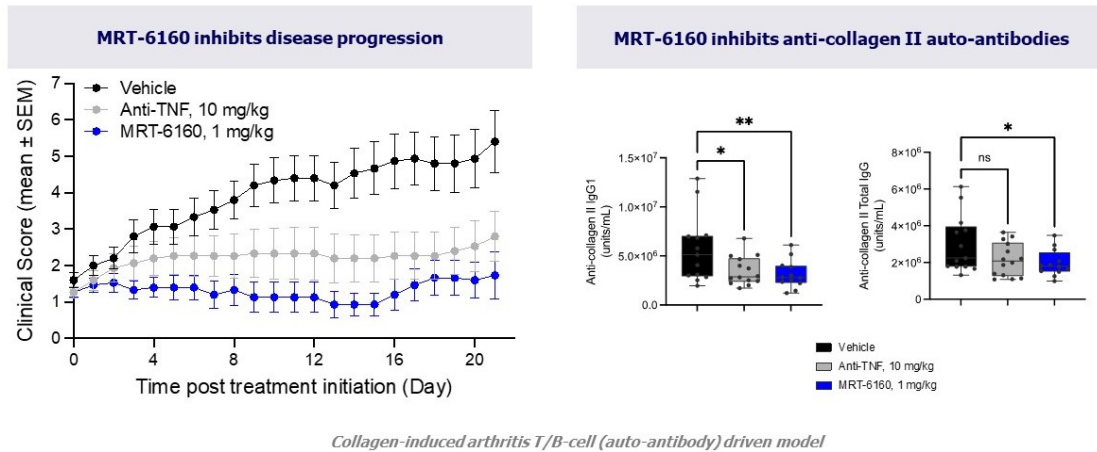 MRT-6160 inhibits disease progression
7
6
5
4
3
2
1
0
Clinical Score (mean ± SEM)
Vehicle
Anti-TNF, 10 mg/kg
MRT-6160, 1 mg/kg
0 4 8 12 16 20
Time post treatment initiation (Day)
MRT-6160 inhibits anti-collagen II auto-antibodies
**
*
1.5×10⁷
1.0×10⁷
5.0×10⁶
0.0
Anti-collagen II IgG1
(units/mL)
*
ns
8×10⁶
6×10⁶
4×10⁶
2×10⁶
0
Anti-collagen II Total IgG
(units/mL)
Vehicle
Anti-TNF, 10 mg/kg
MRT-6160, 1 mg/kg
Collagen-induced arthritis T/B-cell (auto-antibody) driven model